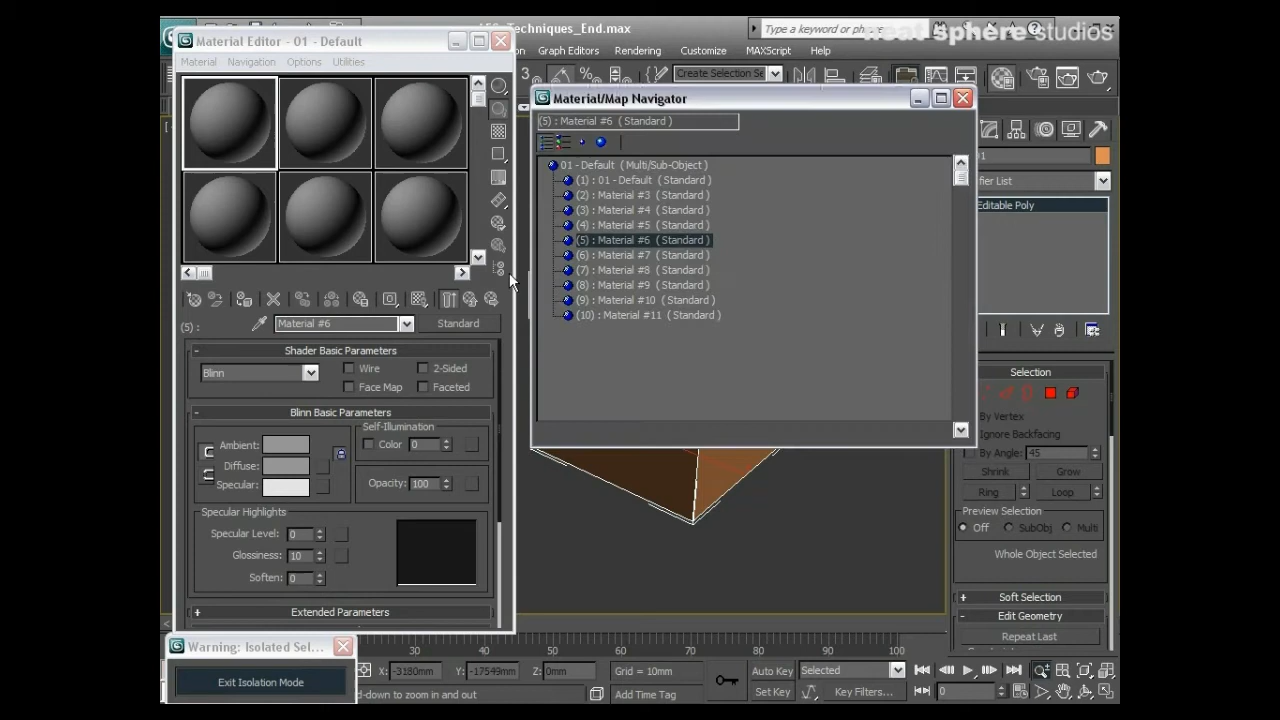 _Techniques_End.max
Type a keyword or phrase
sphere studios
Material Editor - 01 - Default
Material Navigation Options Utilities
Graph Editors Rendering Customize MAXScript Help
3
Create Selection Se
Material/Map Navigator
(5) : Material #6 ( Standard )
01 - Default ( Multi/Sub-Object )
(1) : 01 - Default ( Standard )
(2) : Material #3 ( Standard )
(3) : Material #4 ( Standard )
(4) : Material #5 ( Standard )
(5) : Material #6 ( Standard )
(6) : Material #7 ( Standard )
(7) : Material #8 ( Standard )
(8) : Material #9 ( Standard )
(9) : Material #10 ( Standard )
(10) : Material #11 ( Standard )
01
fier List
Editable Poly
(5) : Material #6 Standard
Shader Basic Parameters
Blinn Wire 2-Sided
Face Map Faceted
Blinn Basic Parameters
Self-Illumination
Ambient: Color 0
Diffuse:
Specular: Opacity: 100
Specular Highlights
Specular Level: 0
Glossiness: 10
Soften: 0
Extended Parameters
Selection
By Vertex
Ignore Backfacing
By Angle: 45
Shrink Grow
Ring Loop
Preview Selection
Off SubObj Multi
Whole Object Selected
Soft Selection
Edit Geometry
Repeat Last
Warning: Isolated Sel...
Exit Isolation Mode
30 40 50 60 70 80 90 100
X: -3180mm Y: -17549mm Z: 0mm Grid = 10mm Auto Key Selected
d-down to zoom in and out Add Time Tag Set Key Key Filters... 0